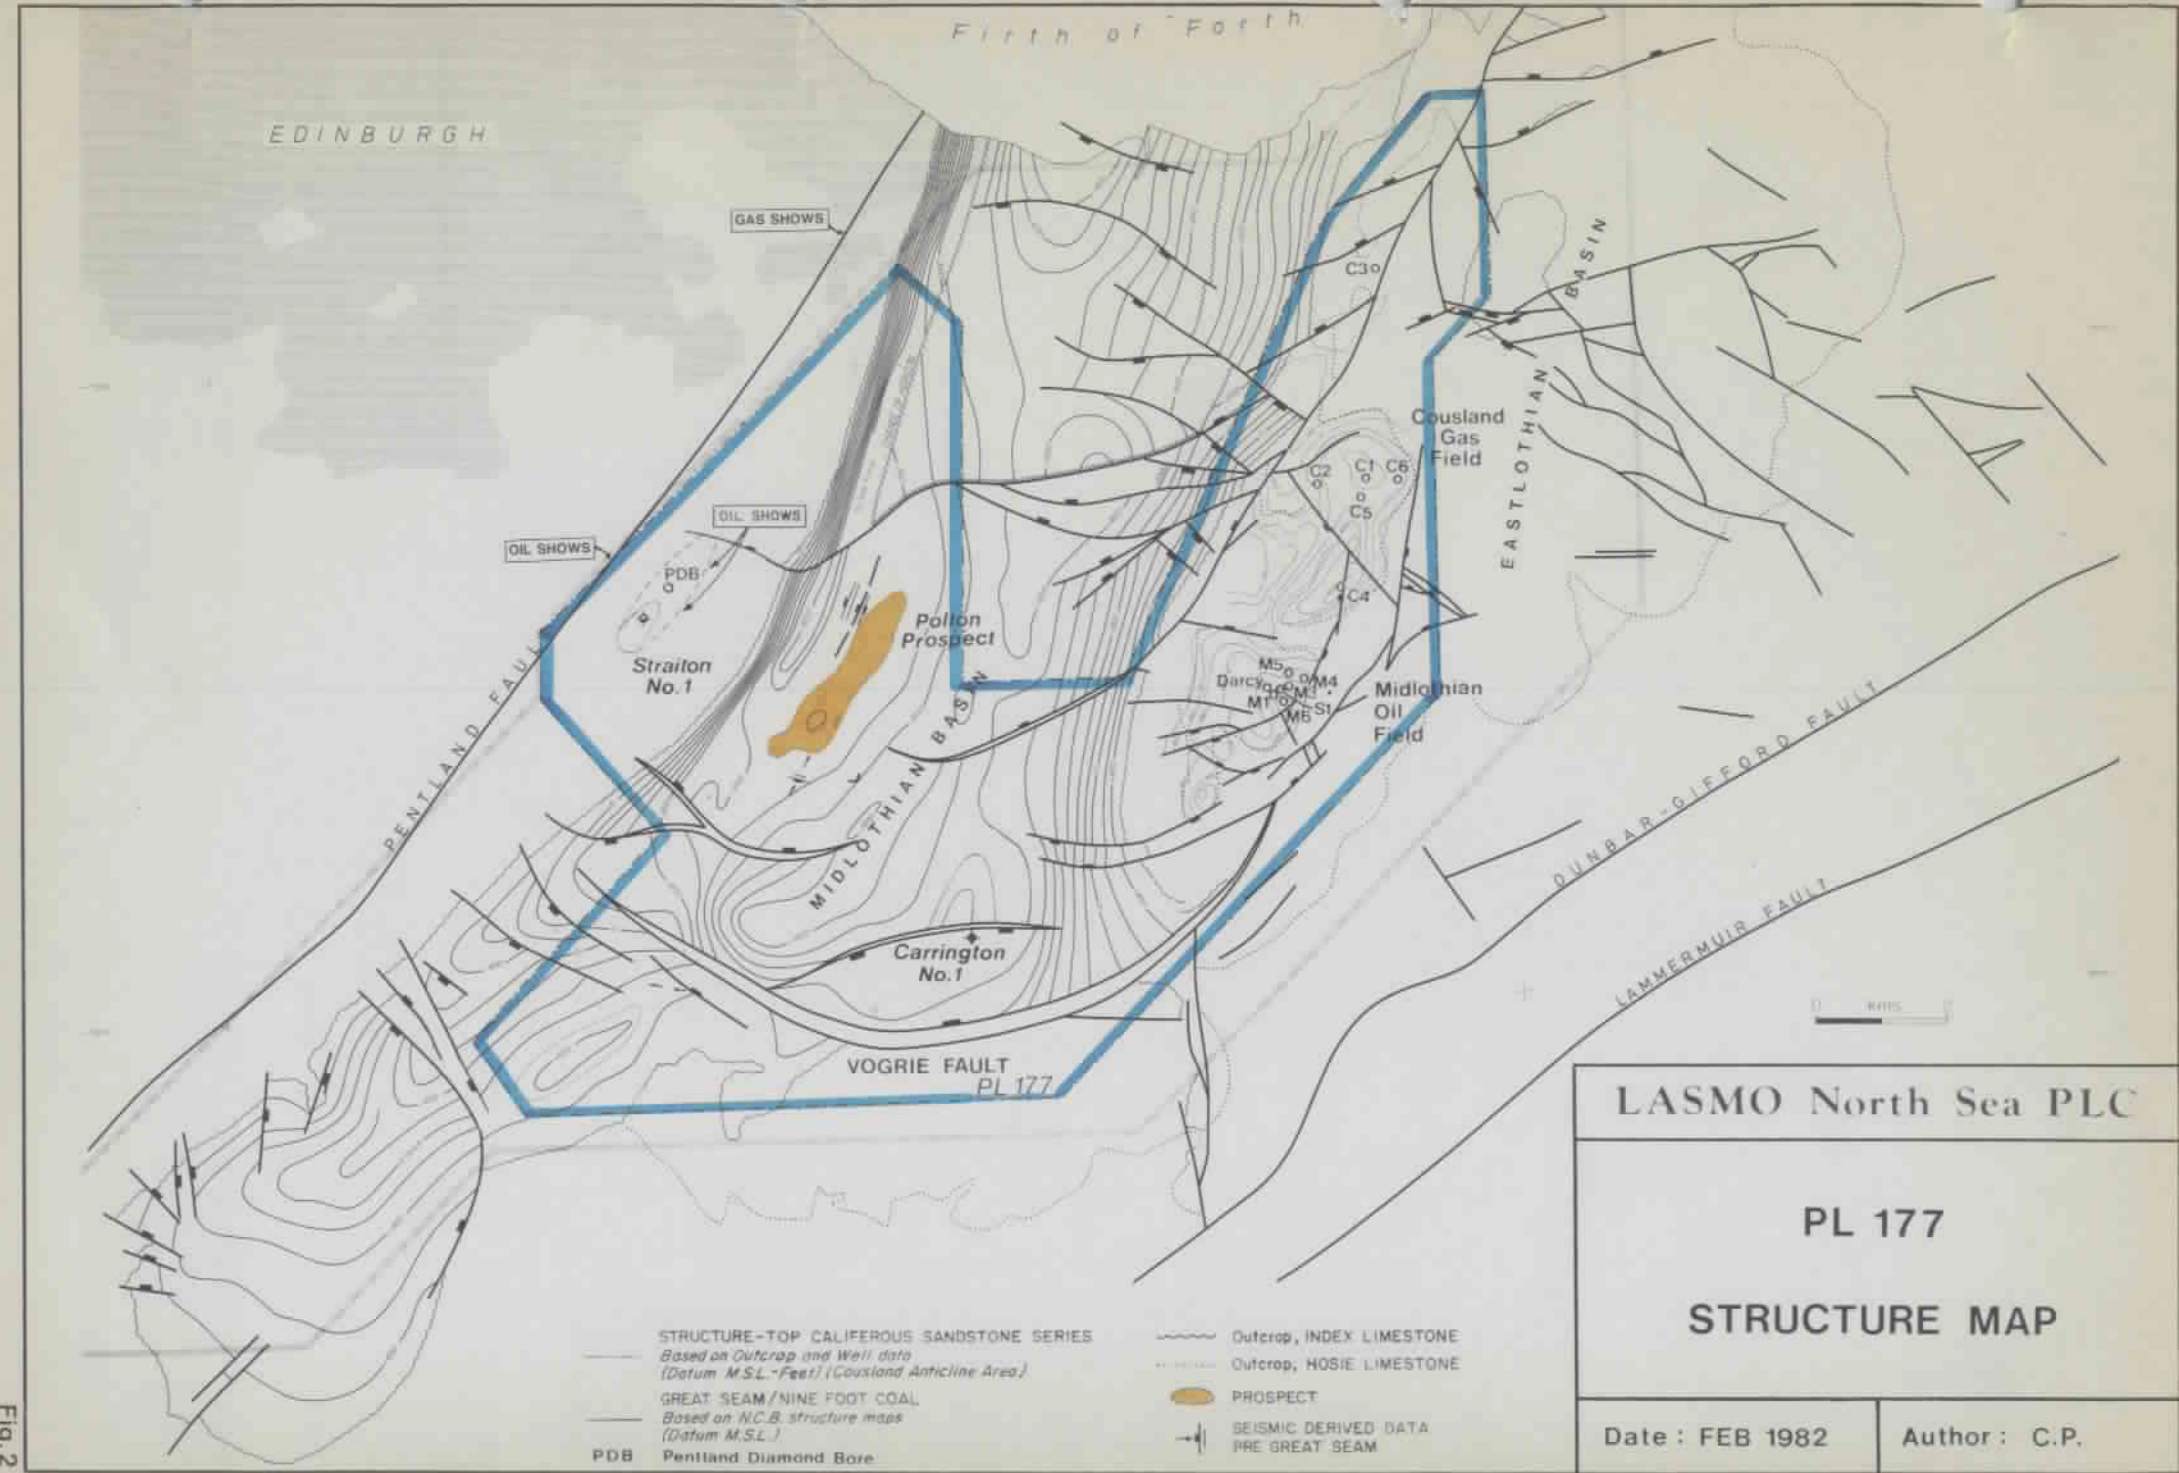 Firth of Forth
EDINBURGH
GAS SHOWS
C3
EASTLOTHIAN BASIN
Cousland
Gas
Field
C2
C1
C6
C5
OIL SHOWS
OIL SHOWS
PDB
C4
Polton
Prospect
Straiton
No.1
M5
M4
Darcy
M3
M1
S1
M6
Midlothian
Oil
Field
PENTLAND FAULT
MIDLOTHIAN BASIN
DUNBAR-GIFFORD FAULT
LAMMERMUIR FAULT
Carrington
No.1
VOGRIE FAULT
PL 177
0 KMS 2
LASMO North Sea PLC
PL 177
STRUCTURE MAP
Date: FEB 1982
Author: C.P.
STRUCTURE-TOP CALIFEROUS SANDSTONE SERIES
Based on Outcrop and Well data
(Datum M.S.L.-Feet) (Cousland Anticline Area)
GREAT SEAM/NINE FOOT COAL
Based on N.C.B. structure maps
(Datum M.S.L.)
PDB Pentland Diamond Bore
Outcrop, INDEX LIMESTONE
Outcrop, HOSIE LIMESTONE
PROSPECT
SEISMIC DERIVED DATA
PRE GREAT SEAM
Fig.2